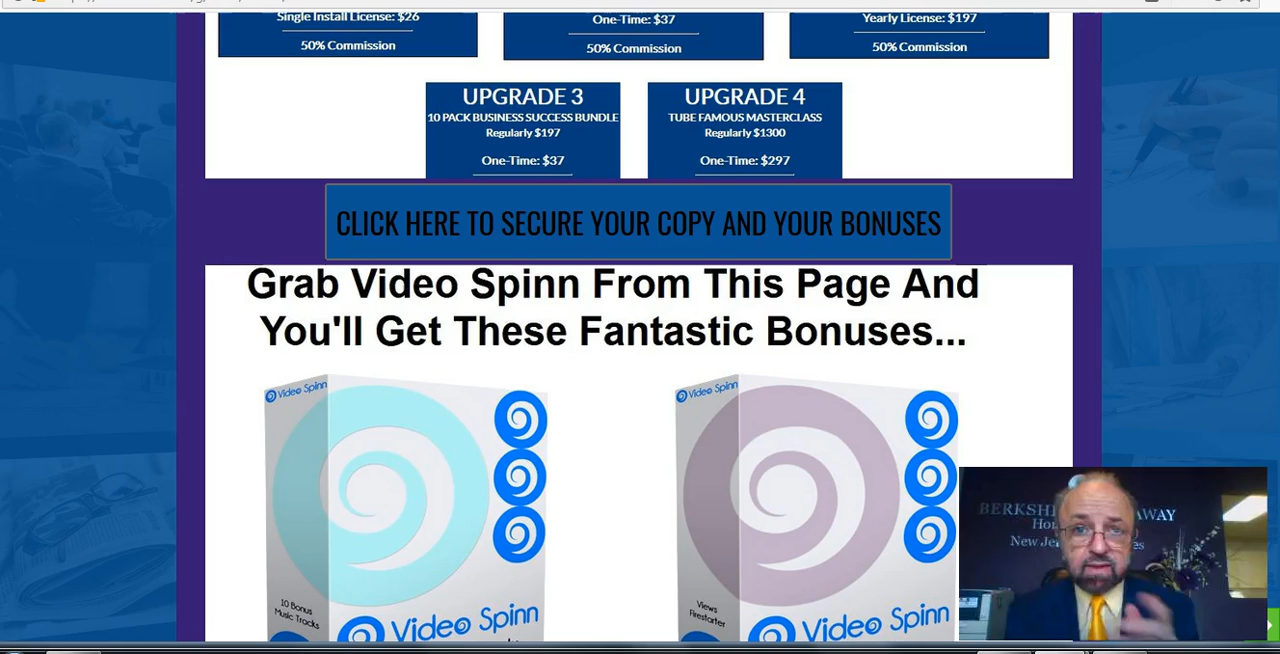 Single Install License: $26
50% Commission
One-Time: $37
50% Commission
Yearly License: $197
50% Commission
UPGRADE 3
10 PACK BUSINESS SUCCESS BUNDLE
Regularly $197
One-Time: $37
UPGRADE 4
TUBE FAMOUS MASTERCLASS
Regularly $1300
One-Time: $297
CLICK HERE TO SECURE YOUR COPY AND YOUR BONUSES
Grab Video Spinn From This Page And
You'll Get These Fantastic Bonuses...
Video Spinn
10 Bonus
Music Tracks
Video Spinn
Video Spinn
Views
Firestarter
Video Spinn